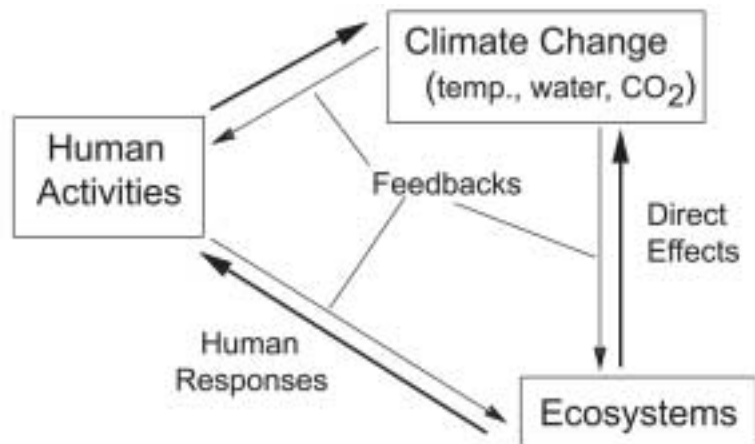 Climate Change
(temp., water, CO₂)
Human
Activities
Feedbacks
Direct
Effects
Human
Responses
Ecosystems